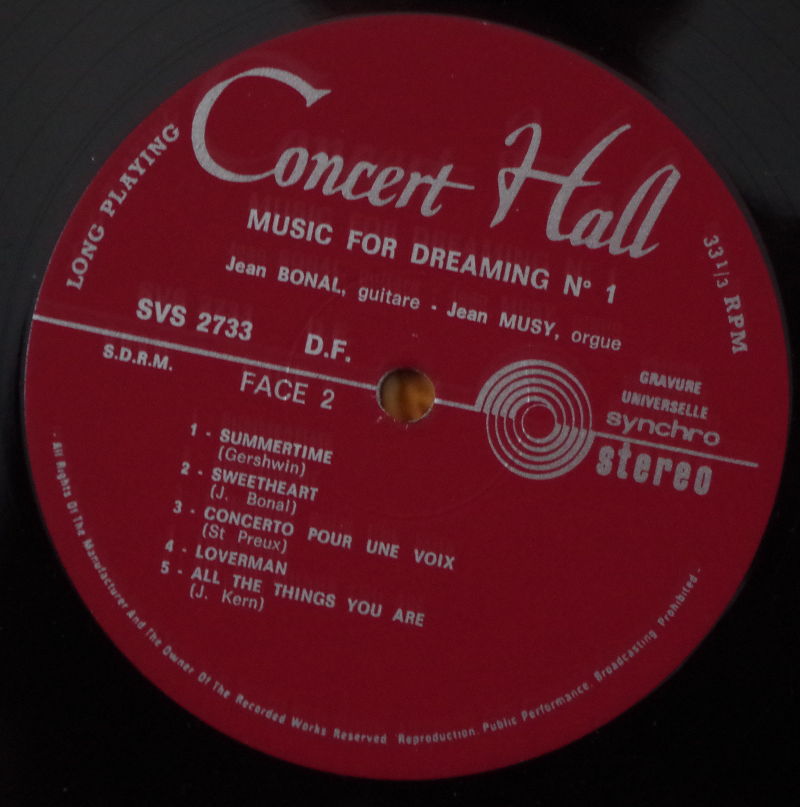 Concert Hall
LONG PLAYING
33 1/3 RPM
MUSIC FOR DREAMING N° 1
Jean BONAL, guitare - Jean MUSY, orgue
SVS 2733
D.F.
S.D.R.M.
FACE 2
GRAVURE
UNIVERSELLE
synchro
stereo
1 - SUMMERTIME
(Gershwin)
2 - SWEETHEART
(J. Bonal)
3 - CONCERTO POUR UNE VOIX
(St Preux)
4 - LOVERMAN
5 - ALL THE THINGS YOU ARE
(J. Kern)
- All Rights Of The Manufacturer And The Owner Of The Recorded Works Reserved Reproduction. Public Performance. Broadcasting Prohibited -